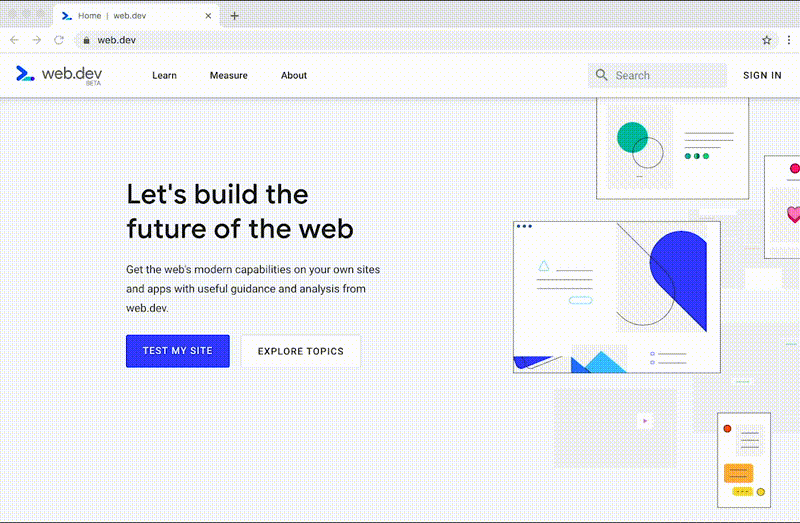 Home | web.dev
web.dev
web.dev
BETA
Learn
Measure
About
Search
SIGN IN
Let's build the
future of the web
Get the web's modern capabilities on your own sites
and apps with useful guidance and analysis from
web.dev.
TEST MY SITE
EXPLORE TOPICS